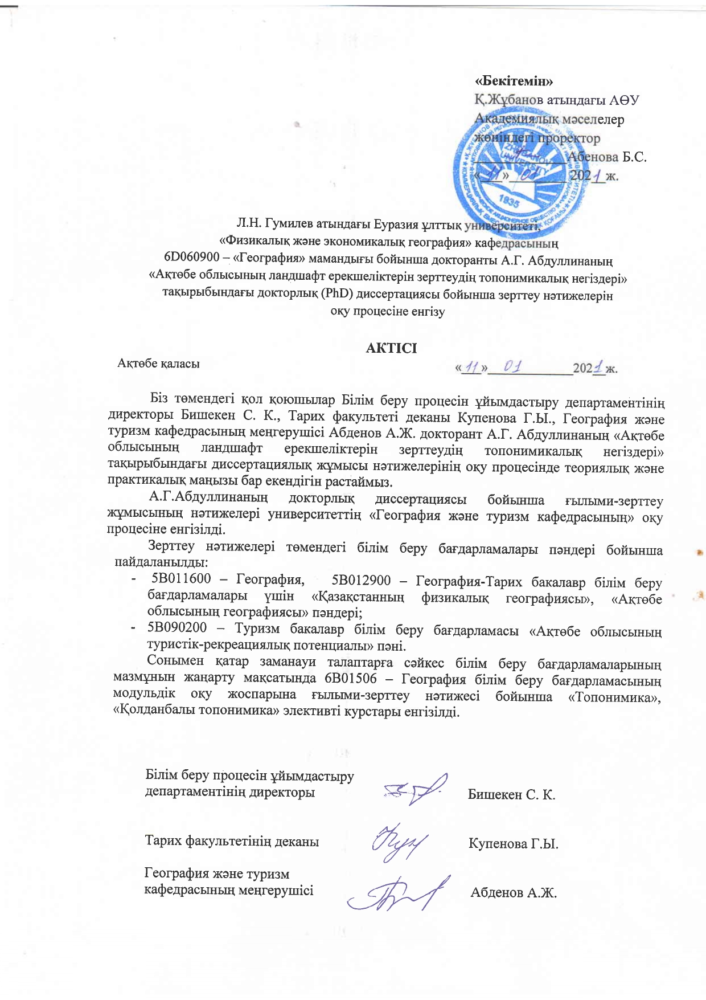 «Бекітемін»
Қ.Жұбанов атындағы АӨУ
Академиялық мәселелер
жөніндегі проректор
____________Абенова Б.С.
«11»  01  2021 ж.
ZHUBANOV
UNIVERSITY
1935
Л.Н. Гумилев атындағы Еуразия ұлттық университеті,
«Физикалық және экономикалық география» кафедрасының
6D060900 – «География» мамандығы бойынша докторанты А.Г. Абдуллинаның
«Ақтөбе облысының ландшафт ерекшеліктерін зерттеудің топонимикалық негіздері»
тақырыбындағы докторлық (PhD) диссертациясы бойынша зерттеу нәтижелерін
оқу процесіне енгізу
АКТІСІ
Ақтөбе қаласы «11»  01  2021 ж.
Біз төмендегі қол қоюшылар Білім беру процесін ұйымдастыру департаментінің
директоры Бишекен С. К., Тарих факультеті деканы Купенова Г.Ы., География және
туризм кафедрасының меңгерушісі Абденов А.Ж. докторант А.Г. Абдуллинаның «Ақтөбе
облысының ландшафт ерекшеліктерін зерттеудің топонимикалық негіздері»
тақырыбындағы диссертациялық жұмысы нәтижелерінің оқу процесінде теориялық және
практикалық маңызы бар екендігін растаймыз.
А.Г.Абдуллинаның докторлық диссертациясы бойынша ғылыми-зерттеу
жұмысының нәтижелері университеттің «География және туризм кафедрасының» оқу
процесіне енгізілді.
Зерттеу нәтижелері төмендегі білім беру бағдарламалары пәндері бойынша
пайдаланылды:
- 5В011600 – География, 5В012900 – География-Тарих бакалавр білім беру
бағдарламалары үшін «Қазақстанның физикалық географиясы», «Ақтөбе
облысының географиясы» пәндері;
- 5В090200 – Туризм бакалавр білім беру бағдарламасы «Ақтөбе облысының
туристік-рекреациялық потенциалы» пәні.
Сонымен қатар заманауи талаптарға сәйкес білім беру бағдарламаларының
мазмұнын жаңарту мақсатында 6В01506 – География білім беру бағдарламасының
модульдік оқу жоспарына ғылыми-зерттеу нәтижесі бойынша «Топонимика»,
«Қолданбалы топонимика» элективті курстары енгізілді.
Білім беру процесін ұйымдастыру
департаментінің директоры Бишекен С. К.
Тарих факультетінің деканы Купенова Г.Ы.
География және туризм
кафедрасының меңгерушісі Абденов А.Ж.